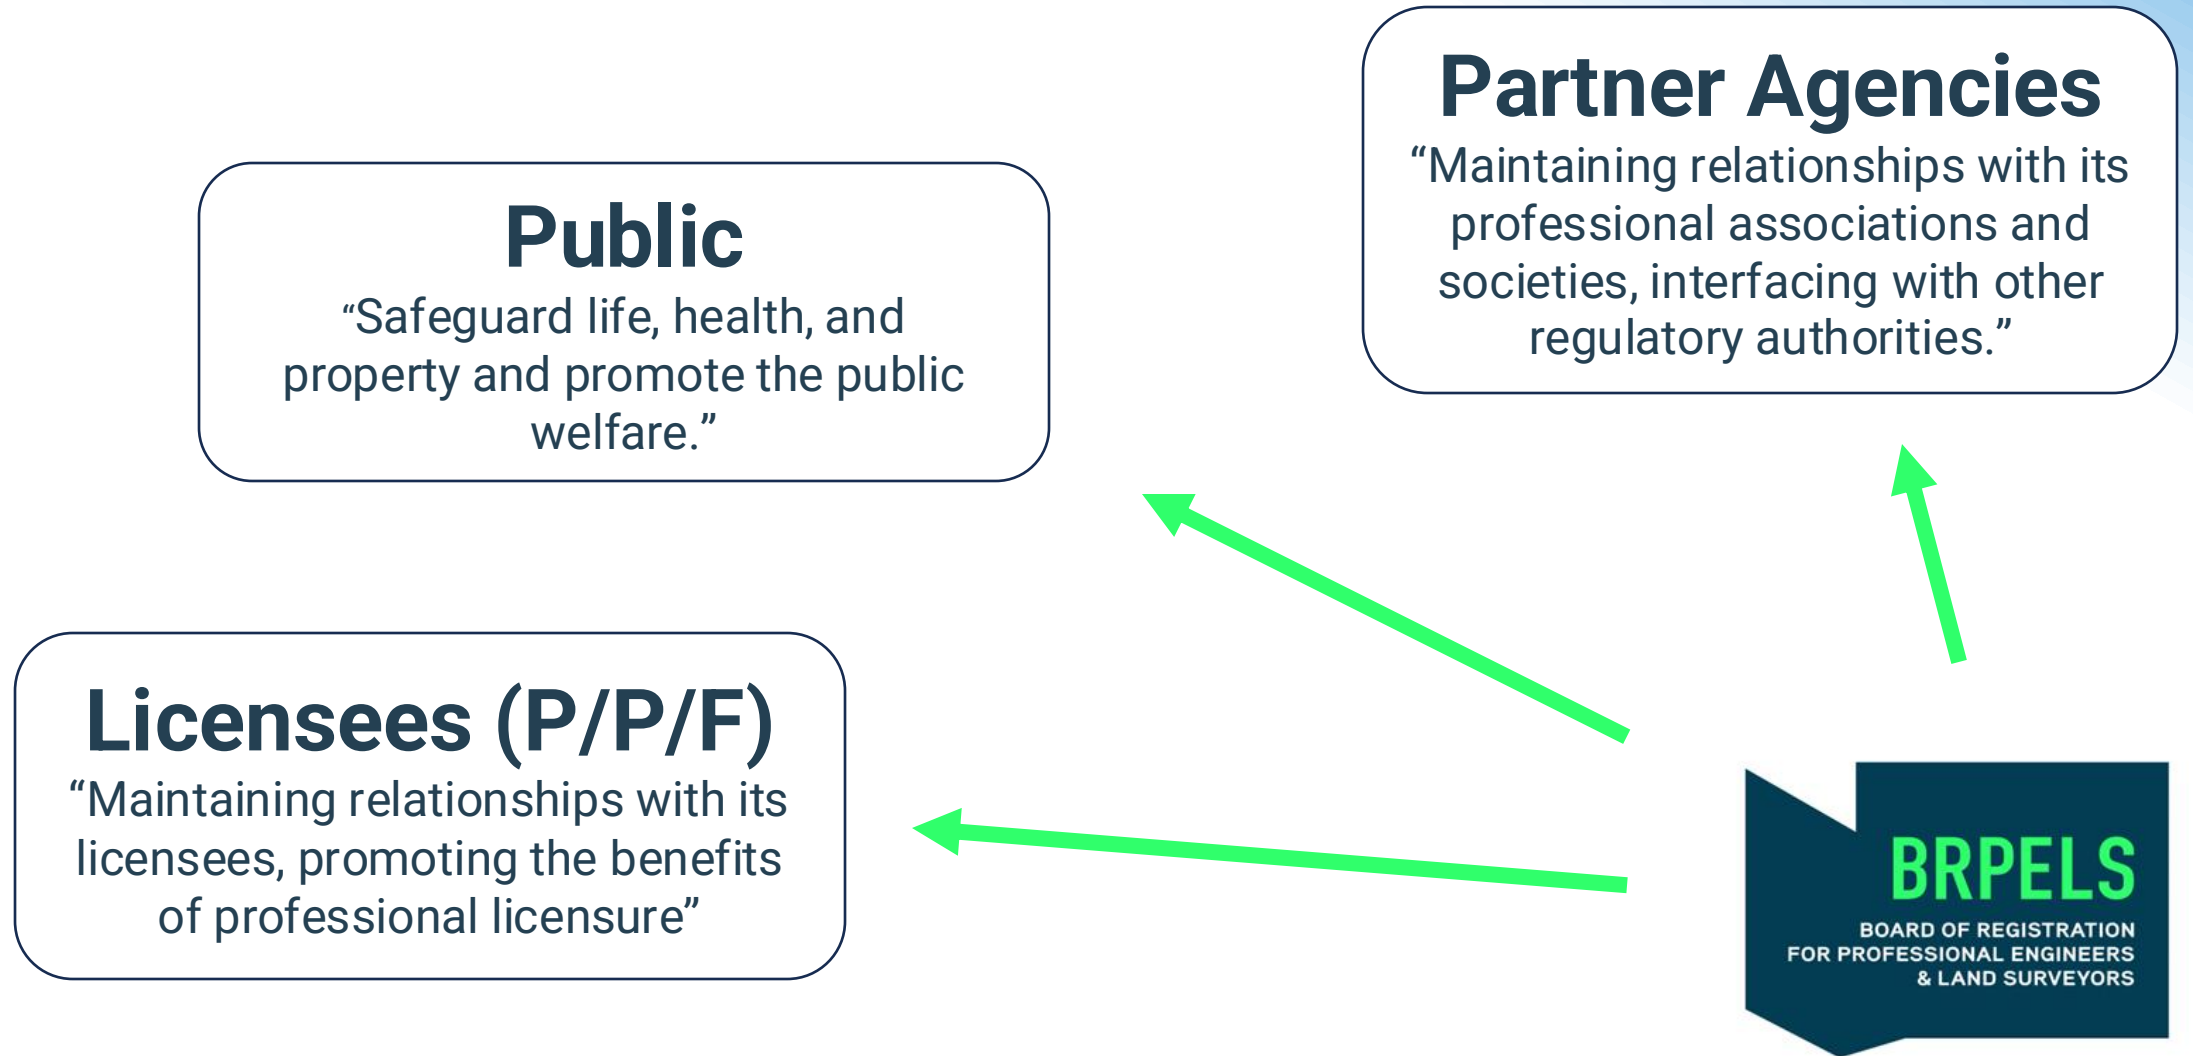 Partner Agencies
“Maintaining relationships with its
professional associations and
societies, interfacing with other
regulatory authorities.”
Public
“Safeguard life, health, and
property and promote the public
welfare.”
Licensees (P/P/F)
“Maintaining relationships with its
licensees, promoting the benefits
of professional licensure”
BRPELS
BOARD OF REGISTRATION
FOR PROFESSIONAL ENGINEERS
& LAND SURVEYORS